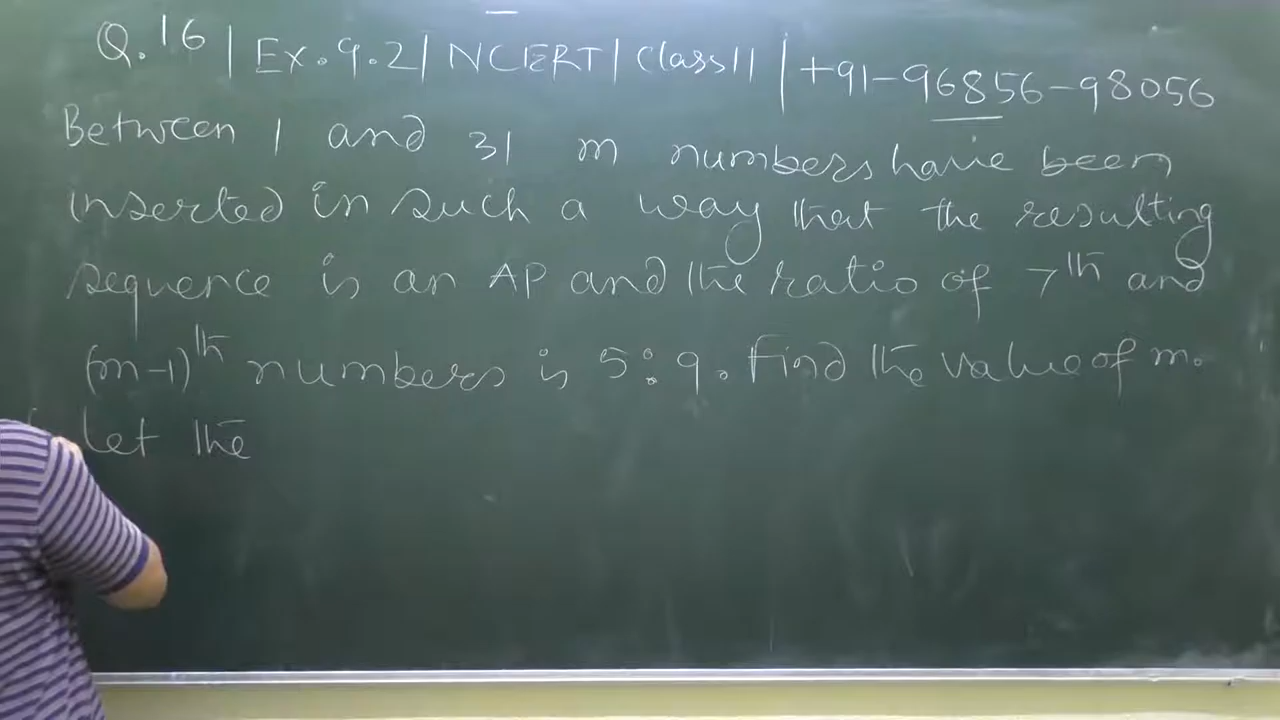 Q.16 | Ex.9.2 | NCERT | Class 11 | +91-96856-98056
Between 1 and 31 m numbers have been
inserted in such a way that the resulting
sequence is an AP and the ratio of 7th and
(m-1)th numbers is 5:9. Find the value of m.
Let the